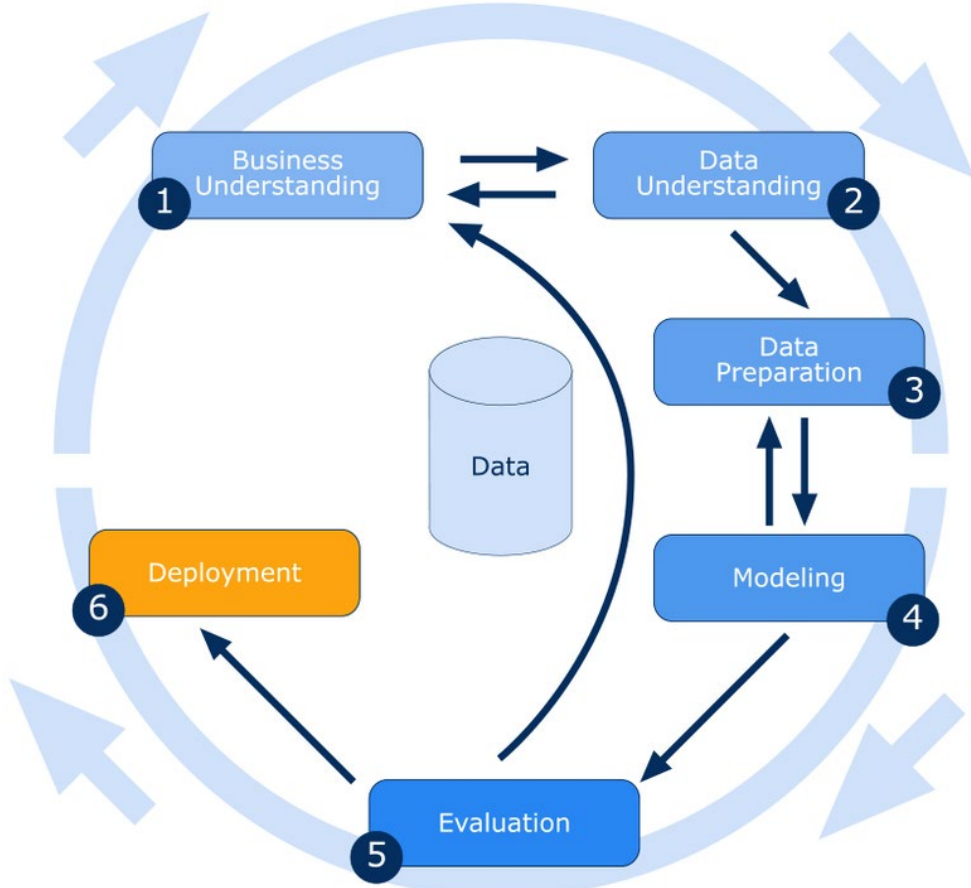 Business
Understanding
1
Data
Understanding
2
Data
Preparation
3
Data
Modeling
4
Deployment
6
Evaluation
5